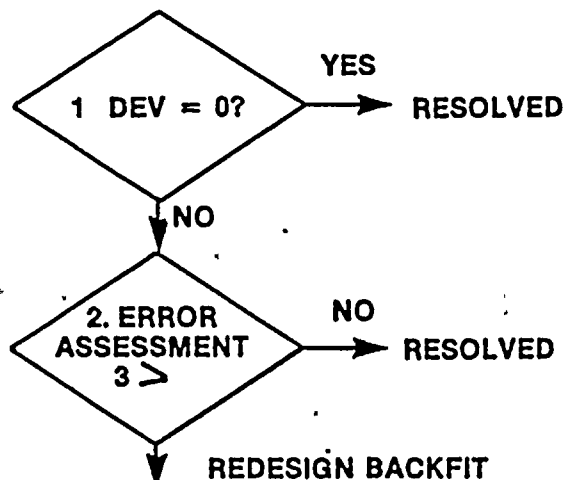 YES
1 DEV = 0?
RESOLVED
NO
2. ERROR
NO
ASSESSMENT
RESOLVED
3 >
REDESIGN BACKFIT